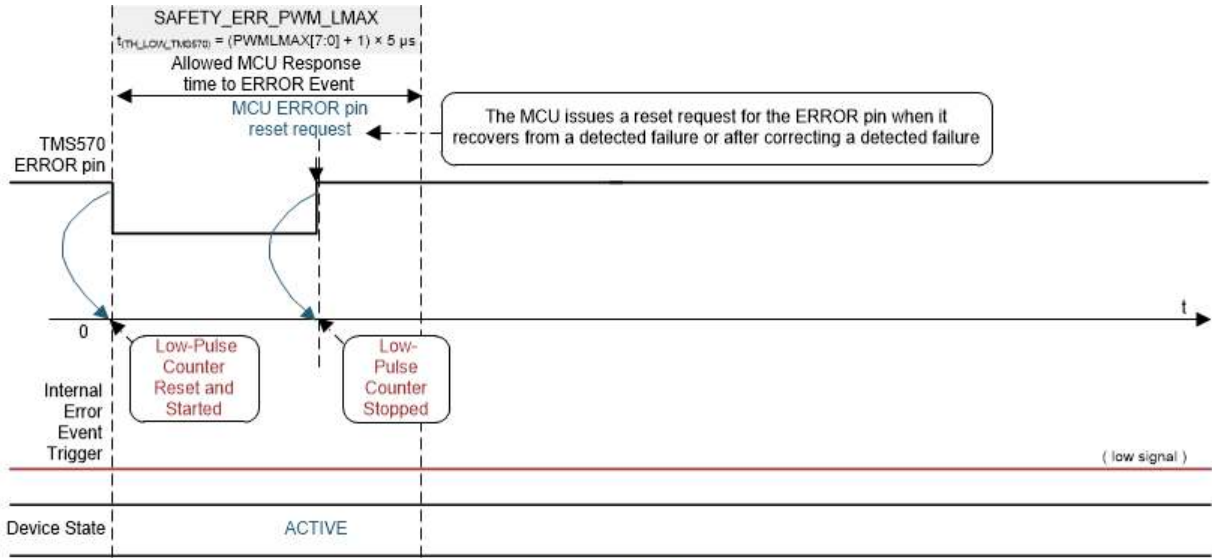 SAFETY_ERR_PWM_LMAX
t(TH_LOW_TMS570) = (PWMLMAX[7:0] + 1) × 5 µs
Allowed MCU Response
time to ERROR Event
MCU ERROR pin
reset request
The MCU issues a reset request for the ERROR pin when it
recovers from a detected failure or after correcting a detected failure
TMS570
ERROR pin
t
0
Low-Pulse
Counter
Reset and
Started
Low-
Pulse
Counter
Stopped
Internal
Error
Event
Trigger
( low signal )
Device State
ACTIVE